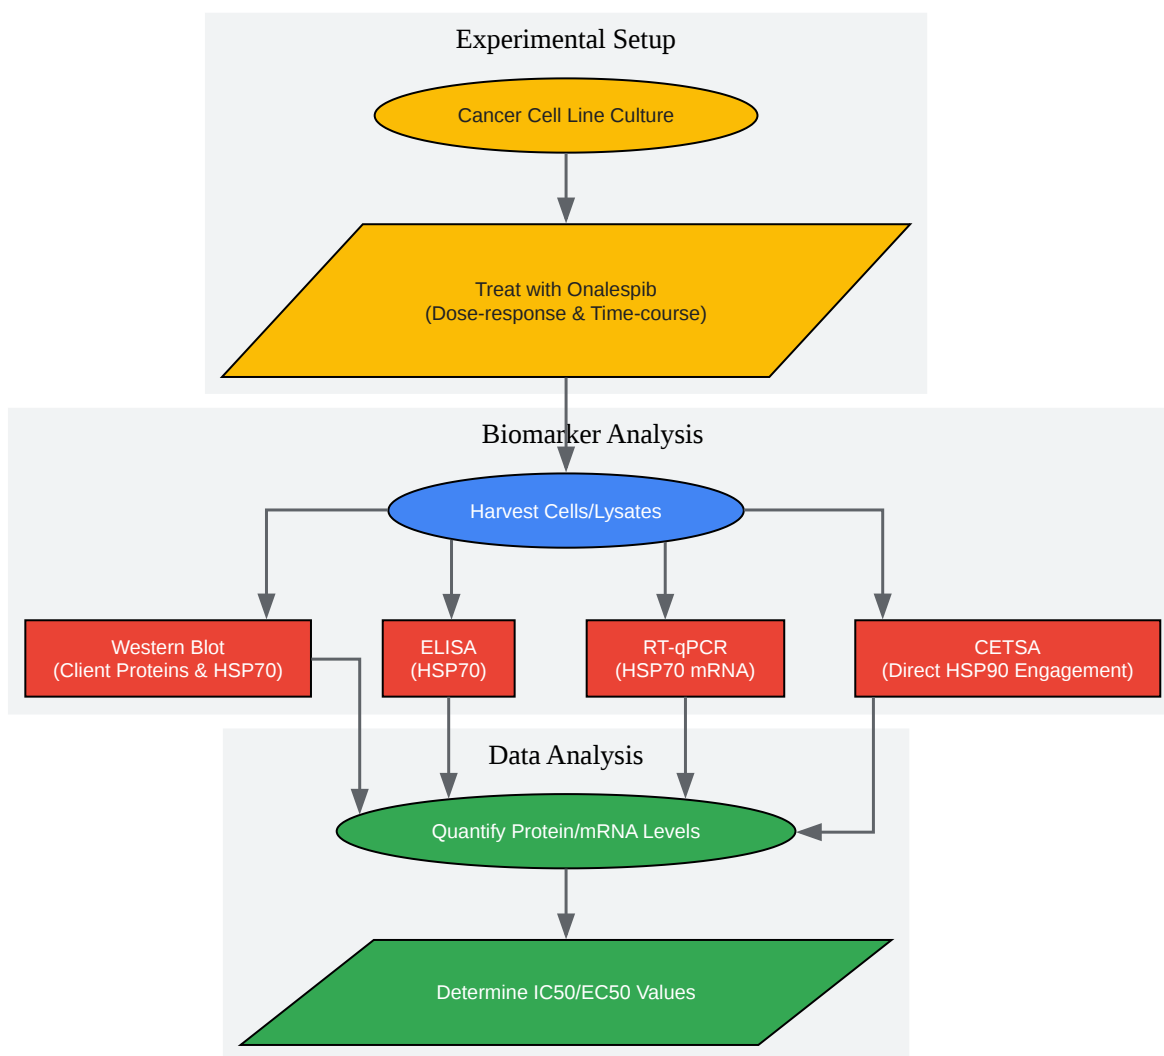 Experimental Setup
Cancer Cell Line Culture
Treat with Onalespib
(Dose-response & Time-course)
Biomarker Analysis
Harvest Cells/Lysates
Western Blot
(Client Proteins & HSP70)
ELISA
(HSP70)
RT-qPCR
(HSP70 mRNA)
CETSA
(Direct HSP90 Engagement)
Data Analysis
Quantify Protein/mRNA Levels
Determine IC50/EC50 Values